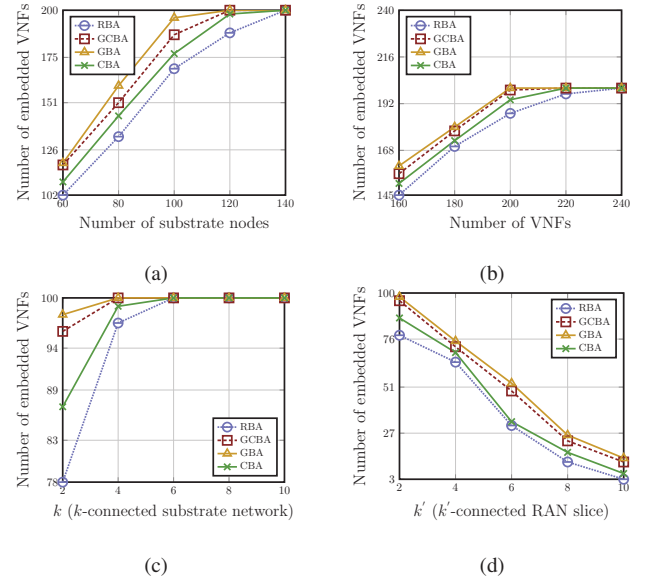 Number of embedded VNFs
200
175
151
126
102
RBA
GCBA
GBA
CBA
60 80 100 120 140
Number of substrate nodes
(a)
Number of embedded VNFs
240
216
192
168
145
RBA
GCBA
GBA
CBA
160 180 200 220 240
Number of VNFs
(b)
Number of embedded VNFs
100
94
89
83
78
RBA
GCBA
GBA
CBA
2 4 6 8 10
k (k-connected substrate network)
(c)
Number of embedded VNFs
100
76
51
27
3
RBA
GCBA
GBA
CBA
2 4 6 8 10
k′ (k′-connected RAN slice)
(d)